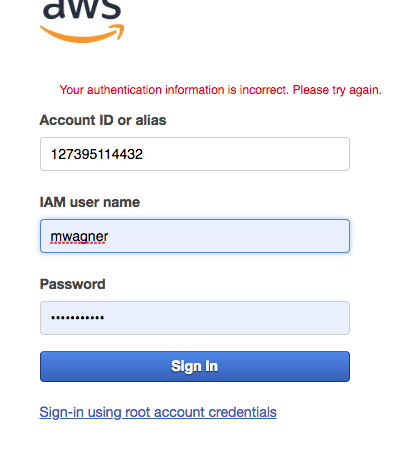 aws
Your authentication information is incorrect. Please try again.
Account ID or alias
127395114432
IAM user name
mwagner
Password
•••••••••••
Sign In
Sign-in using root account credentials